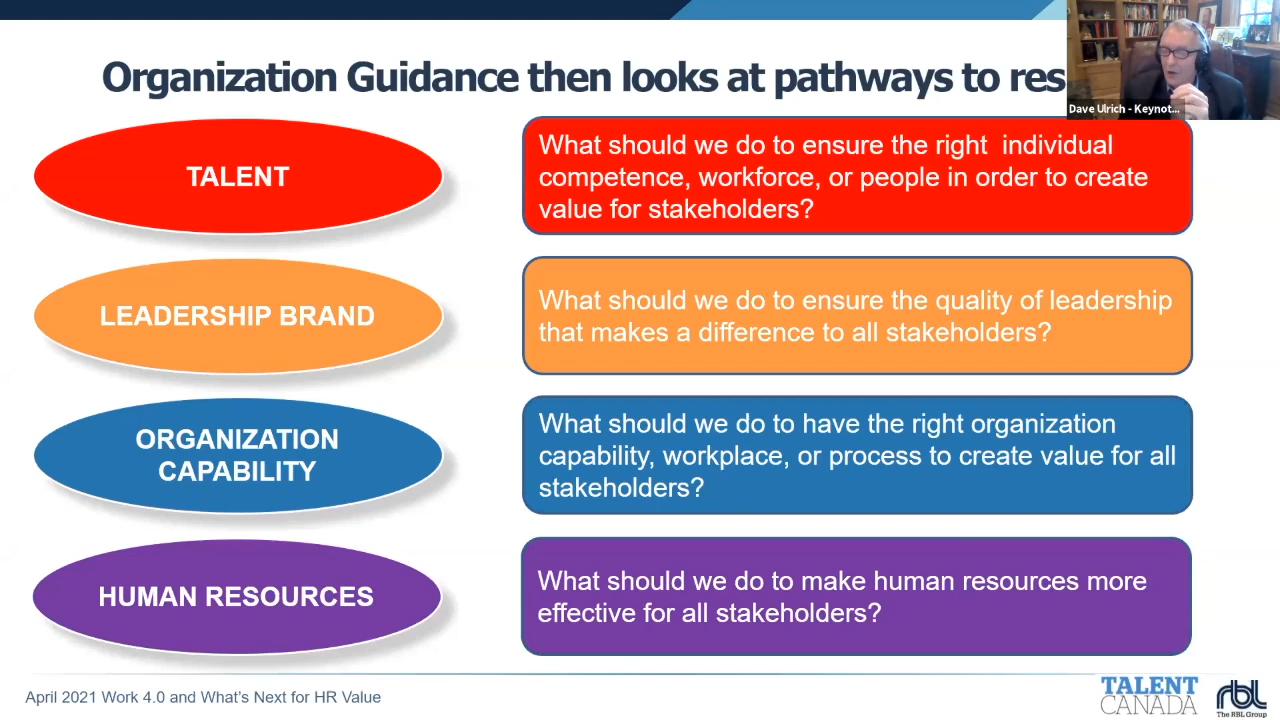 Organization Guidance then looks at pathways to res
Dave Ulrich - Keynot...
TALENT
What should we do to ensure the right individual
competence, workforce, or people in order to create
value for stakeholders?
LEADERSHIP BRAND
What should we do to ensure the quality of leadership
that makes a difference to all stakeholders?
ORGANIZATION
CAPABILITY
What should we do to have the right organization
capability, workplace, or process to create value for all
stakeholders?
HUMAN RESOURCES
What should we do to make human resources more
effective for all stakeholders?
April 2021 Work 4.0 and What's Next for HR Value
TALENT
CANADA
rbl
The RBL Group